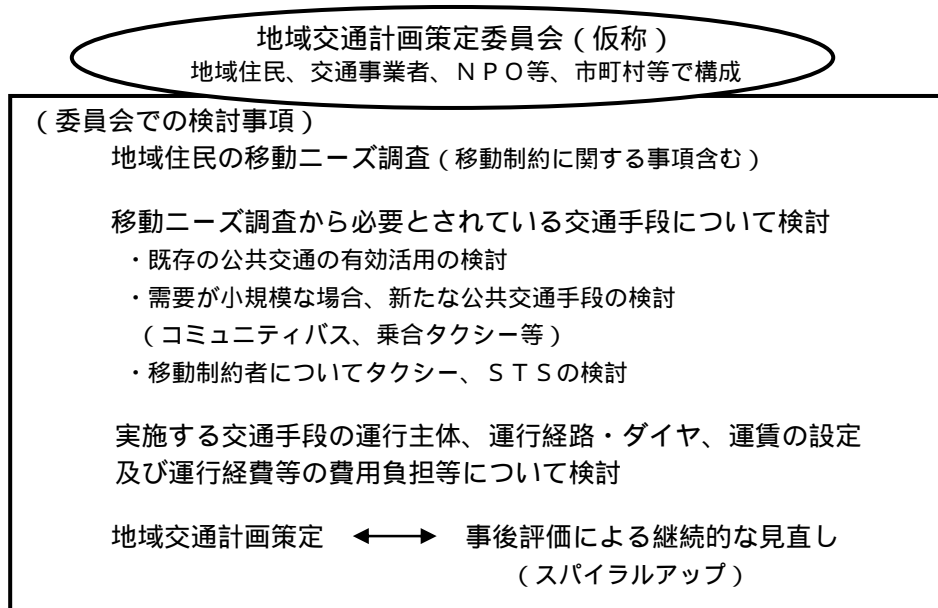 地域交通計画策定委員会（仮称）
地域住民、交通事業者、ＮＰＯ等、市町村等で構成
（委員会での検討事項）
地域住民の移動ニーズ調査（移動制約に関する事項含む）
移動ニーズ調査から必要とされている交通手段について検討
・既存の公共交通の有効活用の検討
・需要が小規模な場合、新たな公共交通手段の検討
（コミュニティバス、乗合タクシー等）
・移動制約者についてタクシー、ＳＴＳの検討
実施する交通手段の運行主体、運行経路・ダイヤ、運賃の設定
及び運行経費等の費用負担等について検討
地域交通計画策定 ←→ 事後評価による継続的な見直し
（スパイラルアップ）